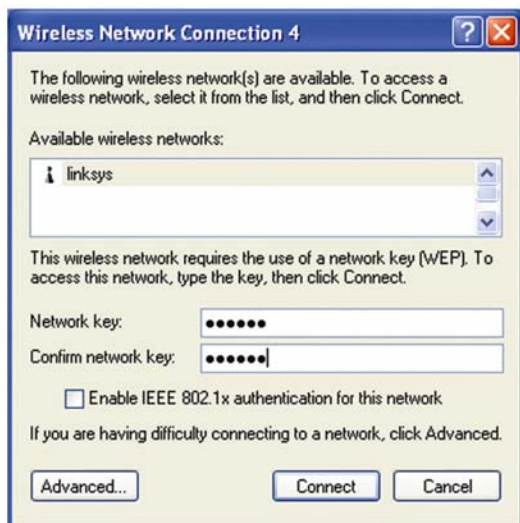 Wireless Network Connection 4
The following wireless network(s) are available. To access a
wireless network, select it from the list, and then click Connect.
Available wireless networks:
linksys
This wireless network requires the use of a network key (WEP). To
access this network, type the key, then click Connect.
Network key: ●●●●●●
Confirm network key: ●●●●●●
Enable IEEE 802.1x authentication for this network
If you are having difficulty connecting to a network, click Advanced.
Advanced... Connect Cancel